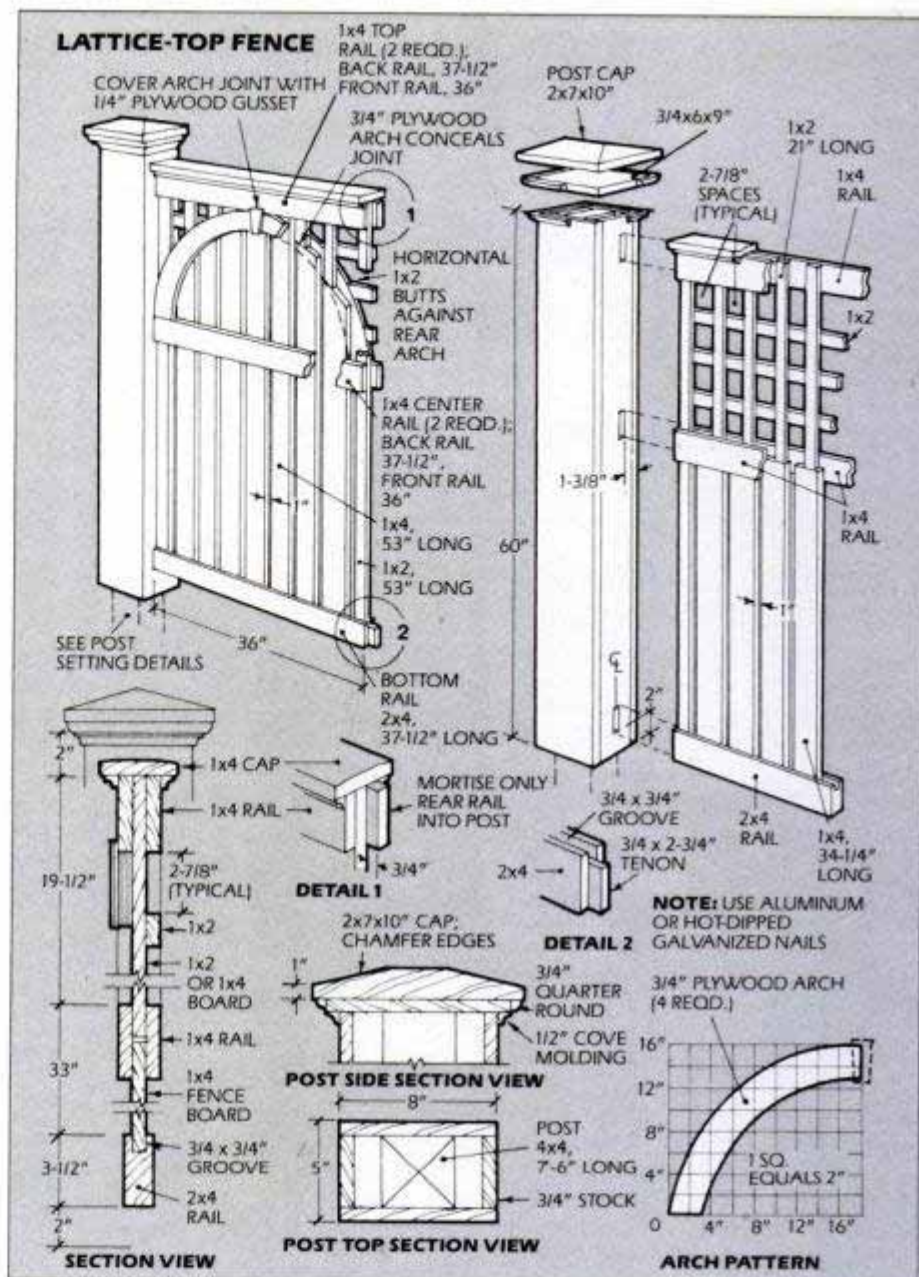 LATTICE-TOP FENCE
1x4 TOP
RAIL (2 REQD.);
BACK RAIL, 37-1/2"
FRONT RAIL, 36"
COVER ARCH JOINT WITH
1/4" PLYWOOD GUSSET
3/4" PLYWOOD
ARCH CONCEALS
JOINT
1
HORIZONTAL
1x2
BUTTS
AGAINST
REAR
ARCH
1x4 CENTER
RAIL (2 REQD.);
BACK RAIL
37-1/2",
FRONT RAIL
36"
1"
1x4,
53" LONG
1x2,
53" LONG
2
36"
SEE POST
SETTING DETAILS
BOTTOM
RAIL
2x4,
37-1/2" LONG
POST CAP
2x7x10"
3/4x6x9"
1x2
21" LONG
2-7/8"
SPACES
(TYPICAL)
1x4
RAIL
1x2
1-3/8"
1x4
RAIL
60"
1"
℄
2"
2x4
RAIL
1x4,
34-1/4"
LONG
2"
1x4 CAP
1x4 RAIL
19-1/2"
2-7/8"
(TYPICAL)
1x2
1x2
OR 1x4
BOARD
1x4 RAIL
33"
1x4
FENCE
BOARD
3/4 x 3/4"
GROOVE
3-1/2"
2x4
RAIL
2"
SECTION VIEW
MORTISE ONLY
REAR RAIL
INTO POST
3/4"
DETAIL 1
3/4 x 3/4"
GROOVE
3/4 x 2-3/4"
TENON
2x4
DETAIL 2
NOTE: USE ALUMINUM
OR HOT-DIPPED
GALVANIZED NAILS
2x7x10" CAP;
CHAMFER EDGES
1"
3/4"
QUARTER
ROUND
1/2" COVE
MOLDING
POST SIDE SECTION VIEW
8"
5"
POST
4x4,
7'-6" LONG
3/4" STOCK
POST TOP SECTION VIEW
3/4" PLYWOOD ARCH
(4 REQD.)
16"
12"
8"
4"
1 SQ.
EQUALS 2"
0 4" 8" 12" 16"
ARCH PATTERN